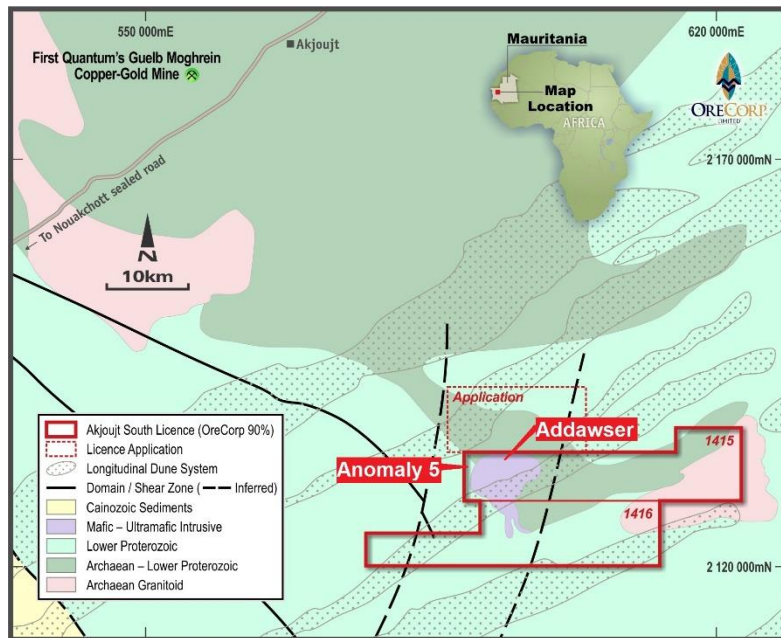 550 000mE
620 000mE
First Quantum's Guelb Moghrein
Copper-Gold Mine
Akjoujt
Mauritania
Map
Location
AFRICA
ORECORP
LIMITED
2 170 000mN
To Nouakchott sealed road
N
10km
Application
Addawser
Anomaly 5
1415
1416
2 120 000mN
Akjoujt South Licence (OreCorp 90%)
Licence Application
Longitudinal Dune System
Domain / Shear Zone ( Inferred)
Cainozoic Sediments
Mafic – Ultramafic Intrusive
Lower Proterozoic
Archaean – Lower Proterozoic
Archaean Granitoid